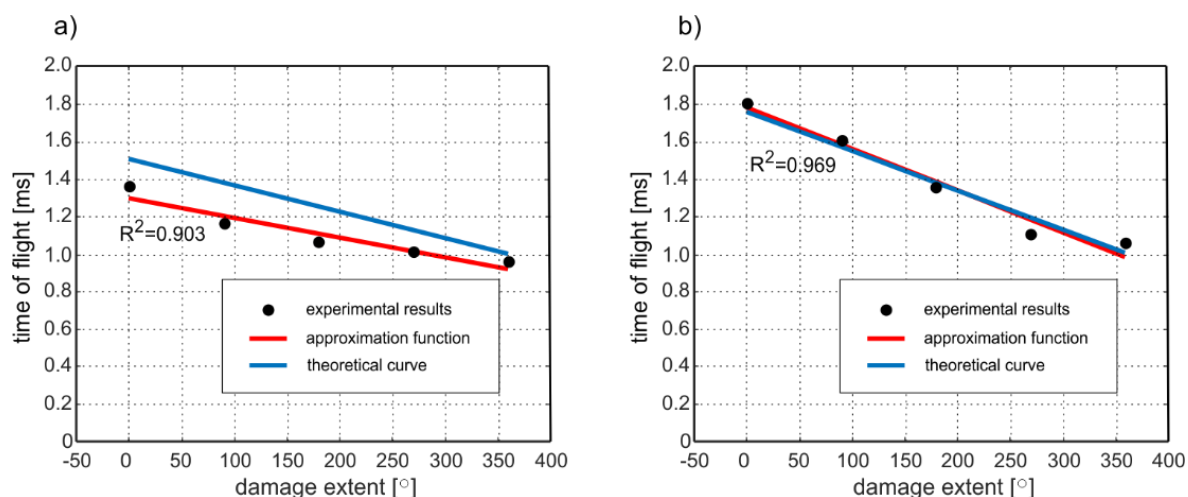 a)
2.0
1.8
1.6
1.4
1.2
1.0
0.8
0.6
0.4
0.2
0
time of flight [ms]
R²=0.903
experimental results
approximation function
theoretical curve
-50 0 50 100 150 200 250 300 350 400
damage extent [°]
b)
2.0
1.8
1.6
1.4
1.2
1.0
0.8
0.6
0.4
0.2
0
time of flight [ms]
R²=0.969
experimental results
approximation function
theoretical curve
-50 0 50 100 150 200 250 300 350 400
damage extent [°]